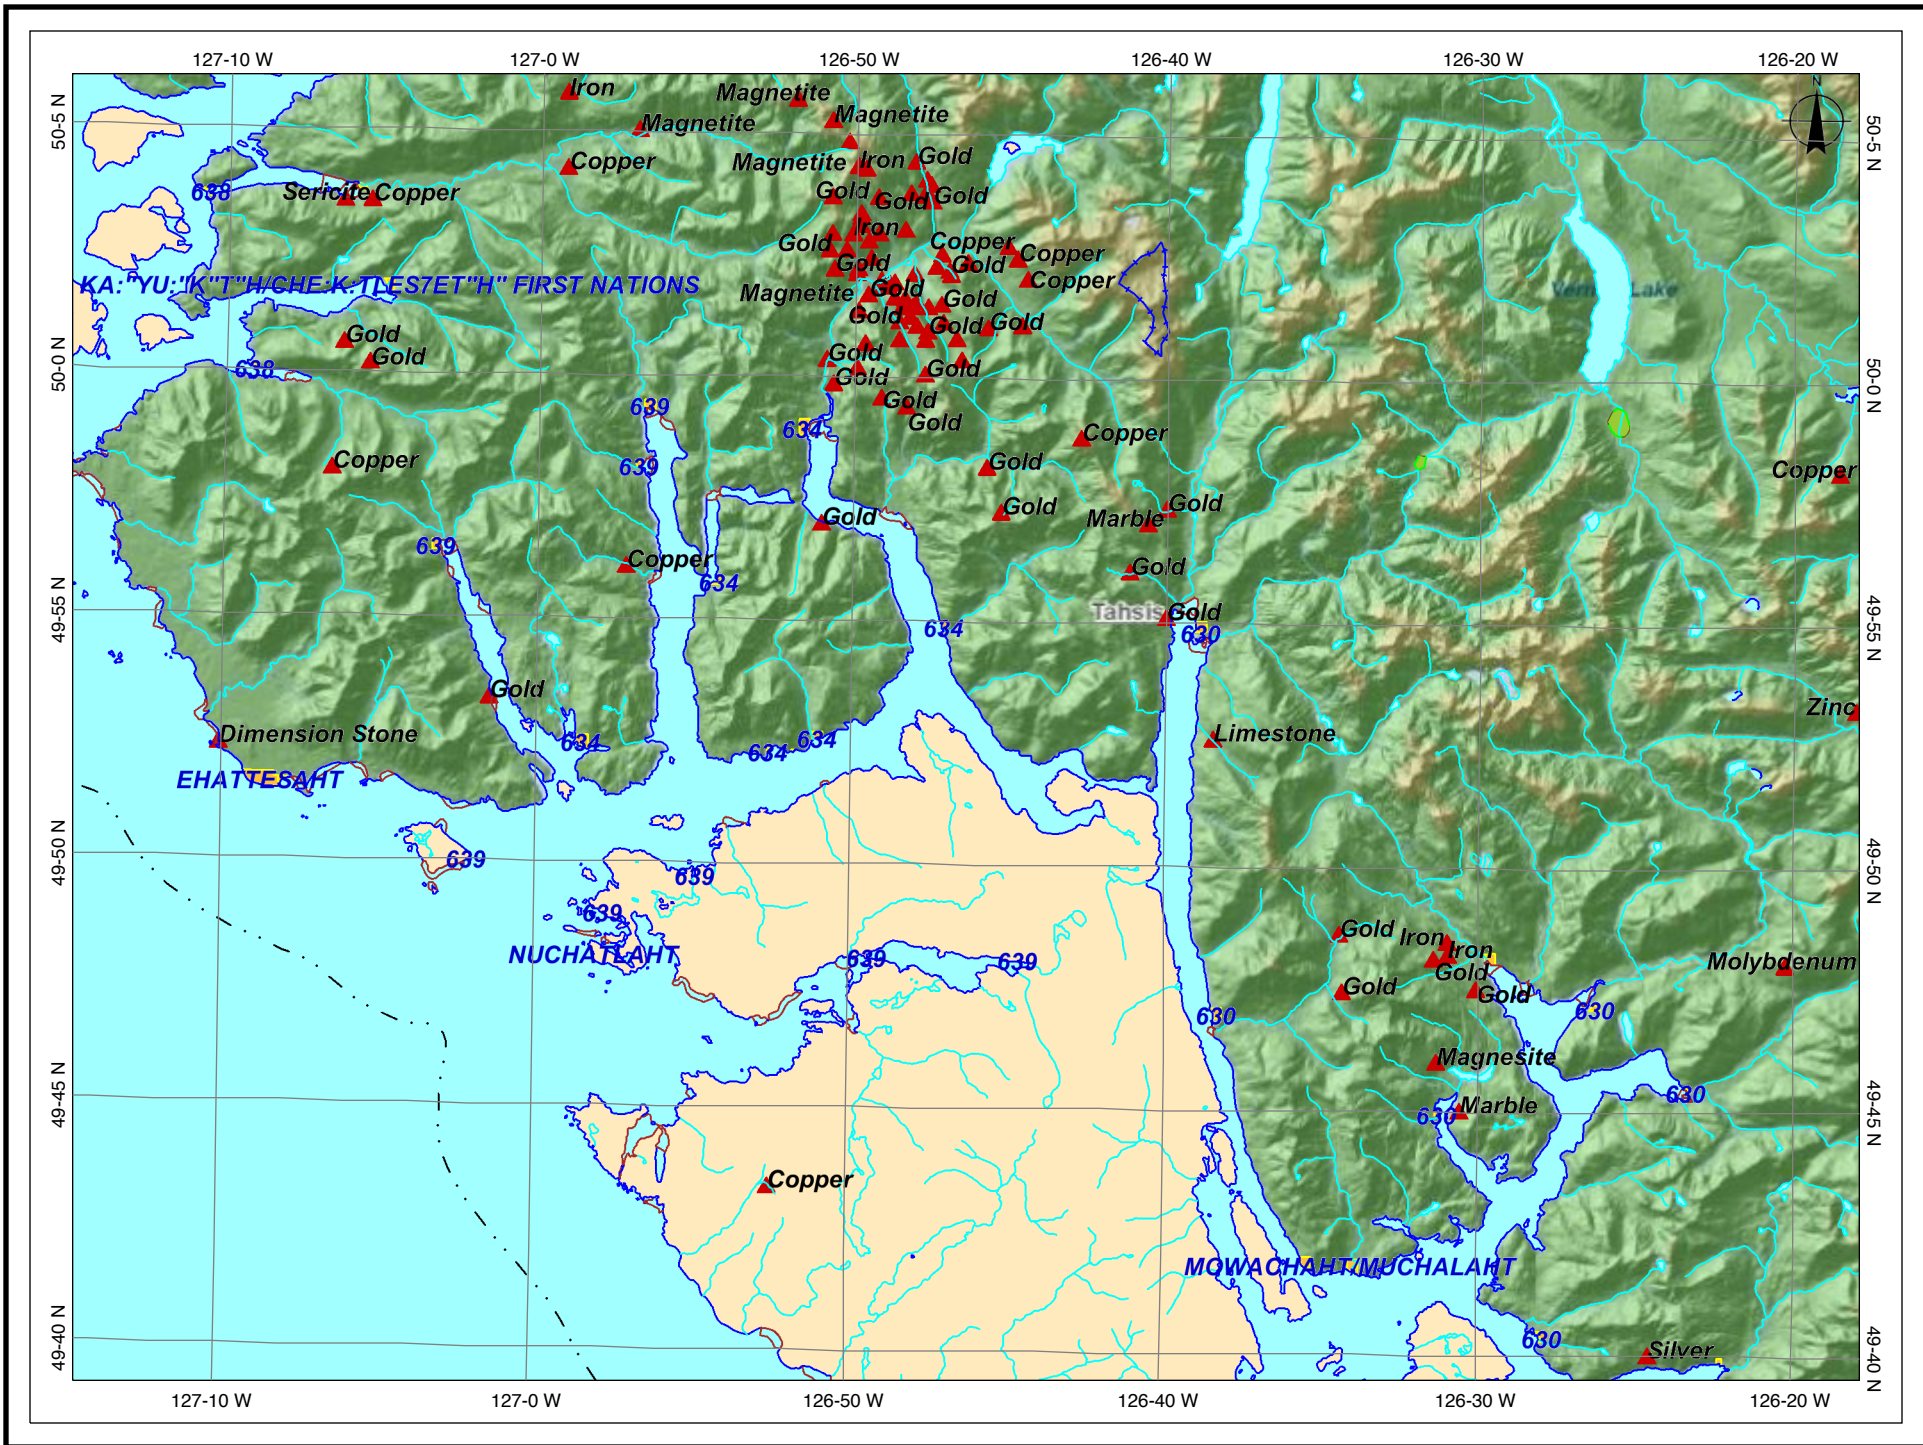 127-10 W 127-0 W 126-50 W 126-40 W 126-30 W 126-20 W
N
Iron Magnetite
Magnetite Magnetite
50-5 N 50-5 N
Copper Magnetite Iron Gold
638 Sericite Copper Gold Gold Gold
Iron
Gold Copper Copper
Gold Gold
KA:"YU:"K"T"H/CHE:K:TLES7ET"H" FIRST NATIONS Copper
Magnetite Gold Gold
Gold Gold Gold
Gold
Gold
50-0 N 638 Gold Gold Gold 50-0 N
639 Gold
634 Gold
Copper
Copper 639 Gold Copper
Gold Gold
Gold Marble
639 Copper Gold
634
49-55 N Tahsis Gold 49-55 N
634 630
Gold
Zinc
Dimension Stone 634 634 634 Limestone
EHATTESAHT
49-50 N 639 639 49-50 N
639
Gold Iron
NUCHATLAHT 639 639 Iron Molybdenum
Gold
Gold Gold
630 630
Magnesite
49-45 N 630 Marble 630 49-45 N
Copper
MOWACHAHT/MUCHALAHT
49-40 N 630 Silver 49-40 N
127-10 W 127-0 W 126-50 W 126-40 W 126-30 W 126-20 W